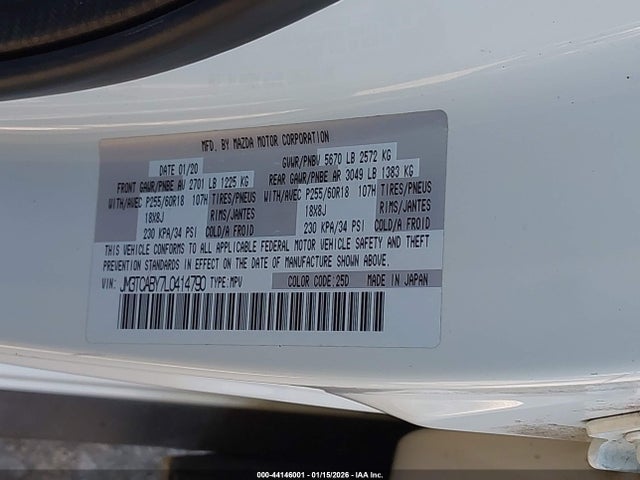 MFD. BY MAZDA MOTOR CORPORATION
DATE 01/20 GVWR/PNBV 5670 LB 2572 KG
FRONT GAWR/PNBE AV 2701 LB 1225 KG REAR GAWR/PNBE AR 3049 LB 1383 KG
WITH/AVEC P255/60R18 107H TIRES/PNEUS WITH/AVEC P255/60R18 107H TIRES/PNEUS
18X8J RIMS/JANTES 18X8J RIMS/JANTES
230 KPA/34 PSI COLD/A FROID 230 KPA/34 PSI COLD/A FROID
THIS VEHICLE CONFORMS TO ALL APPLICABLE FEDERAL MOTOR VEHICLE SAFETY AND THEFT
PREVENTION STANDARDS IN EFFECT ON THE DATE OF MANUFACTURE SHOWN ABOVE.
VIN: JM3TCABY7L0414790 TYPE: MPV COLOR CODE: 25D MADE IN JAPAN
000-44146001 - 01/15/2026 - IAA Inc.